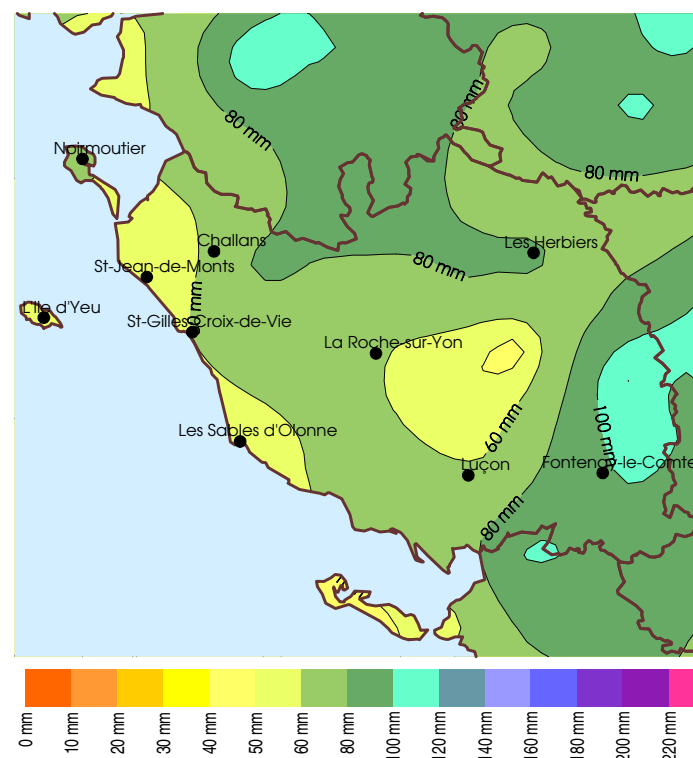 80 mm
80 mm
Noirmoutier
80 mm
Challans
Les Herbiers
St-Jean-de-Monts
80 mm
L'Ile d'Yeu
St-Gilles-Croix-de-Vie
La Roche-sur-Yon
60 mm
100 mm
Les Sables d'Olonne
Luçon
Fontenay-le-Comte
80 mm
0 mm
10 mm
20 mm
30 mm
40 mm
50 mm
60 mm
80 mm
100 mm
120 mm
140 mm
160 mm
180 mm
200 mm
220 mm